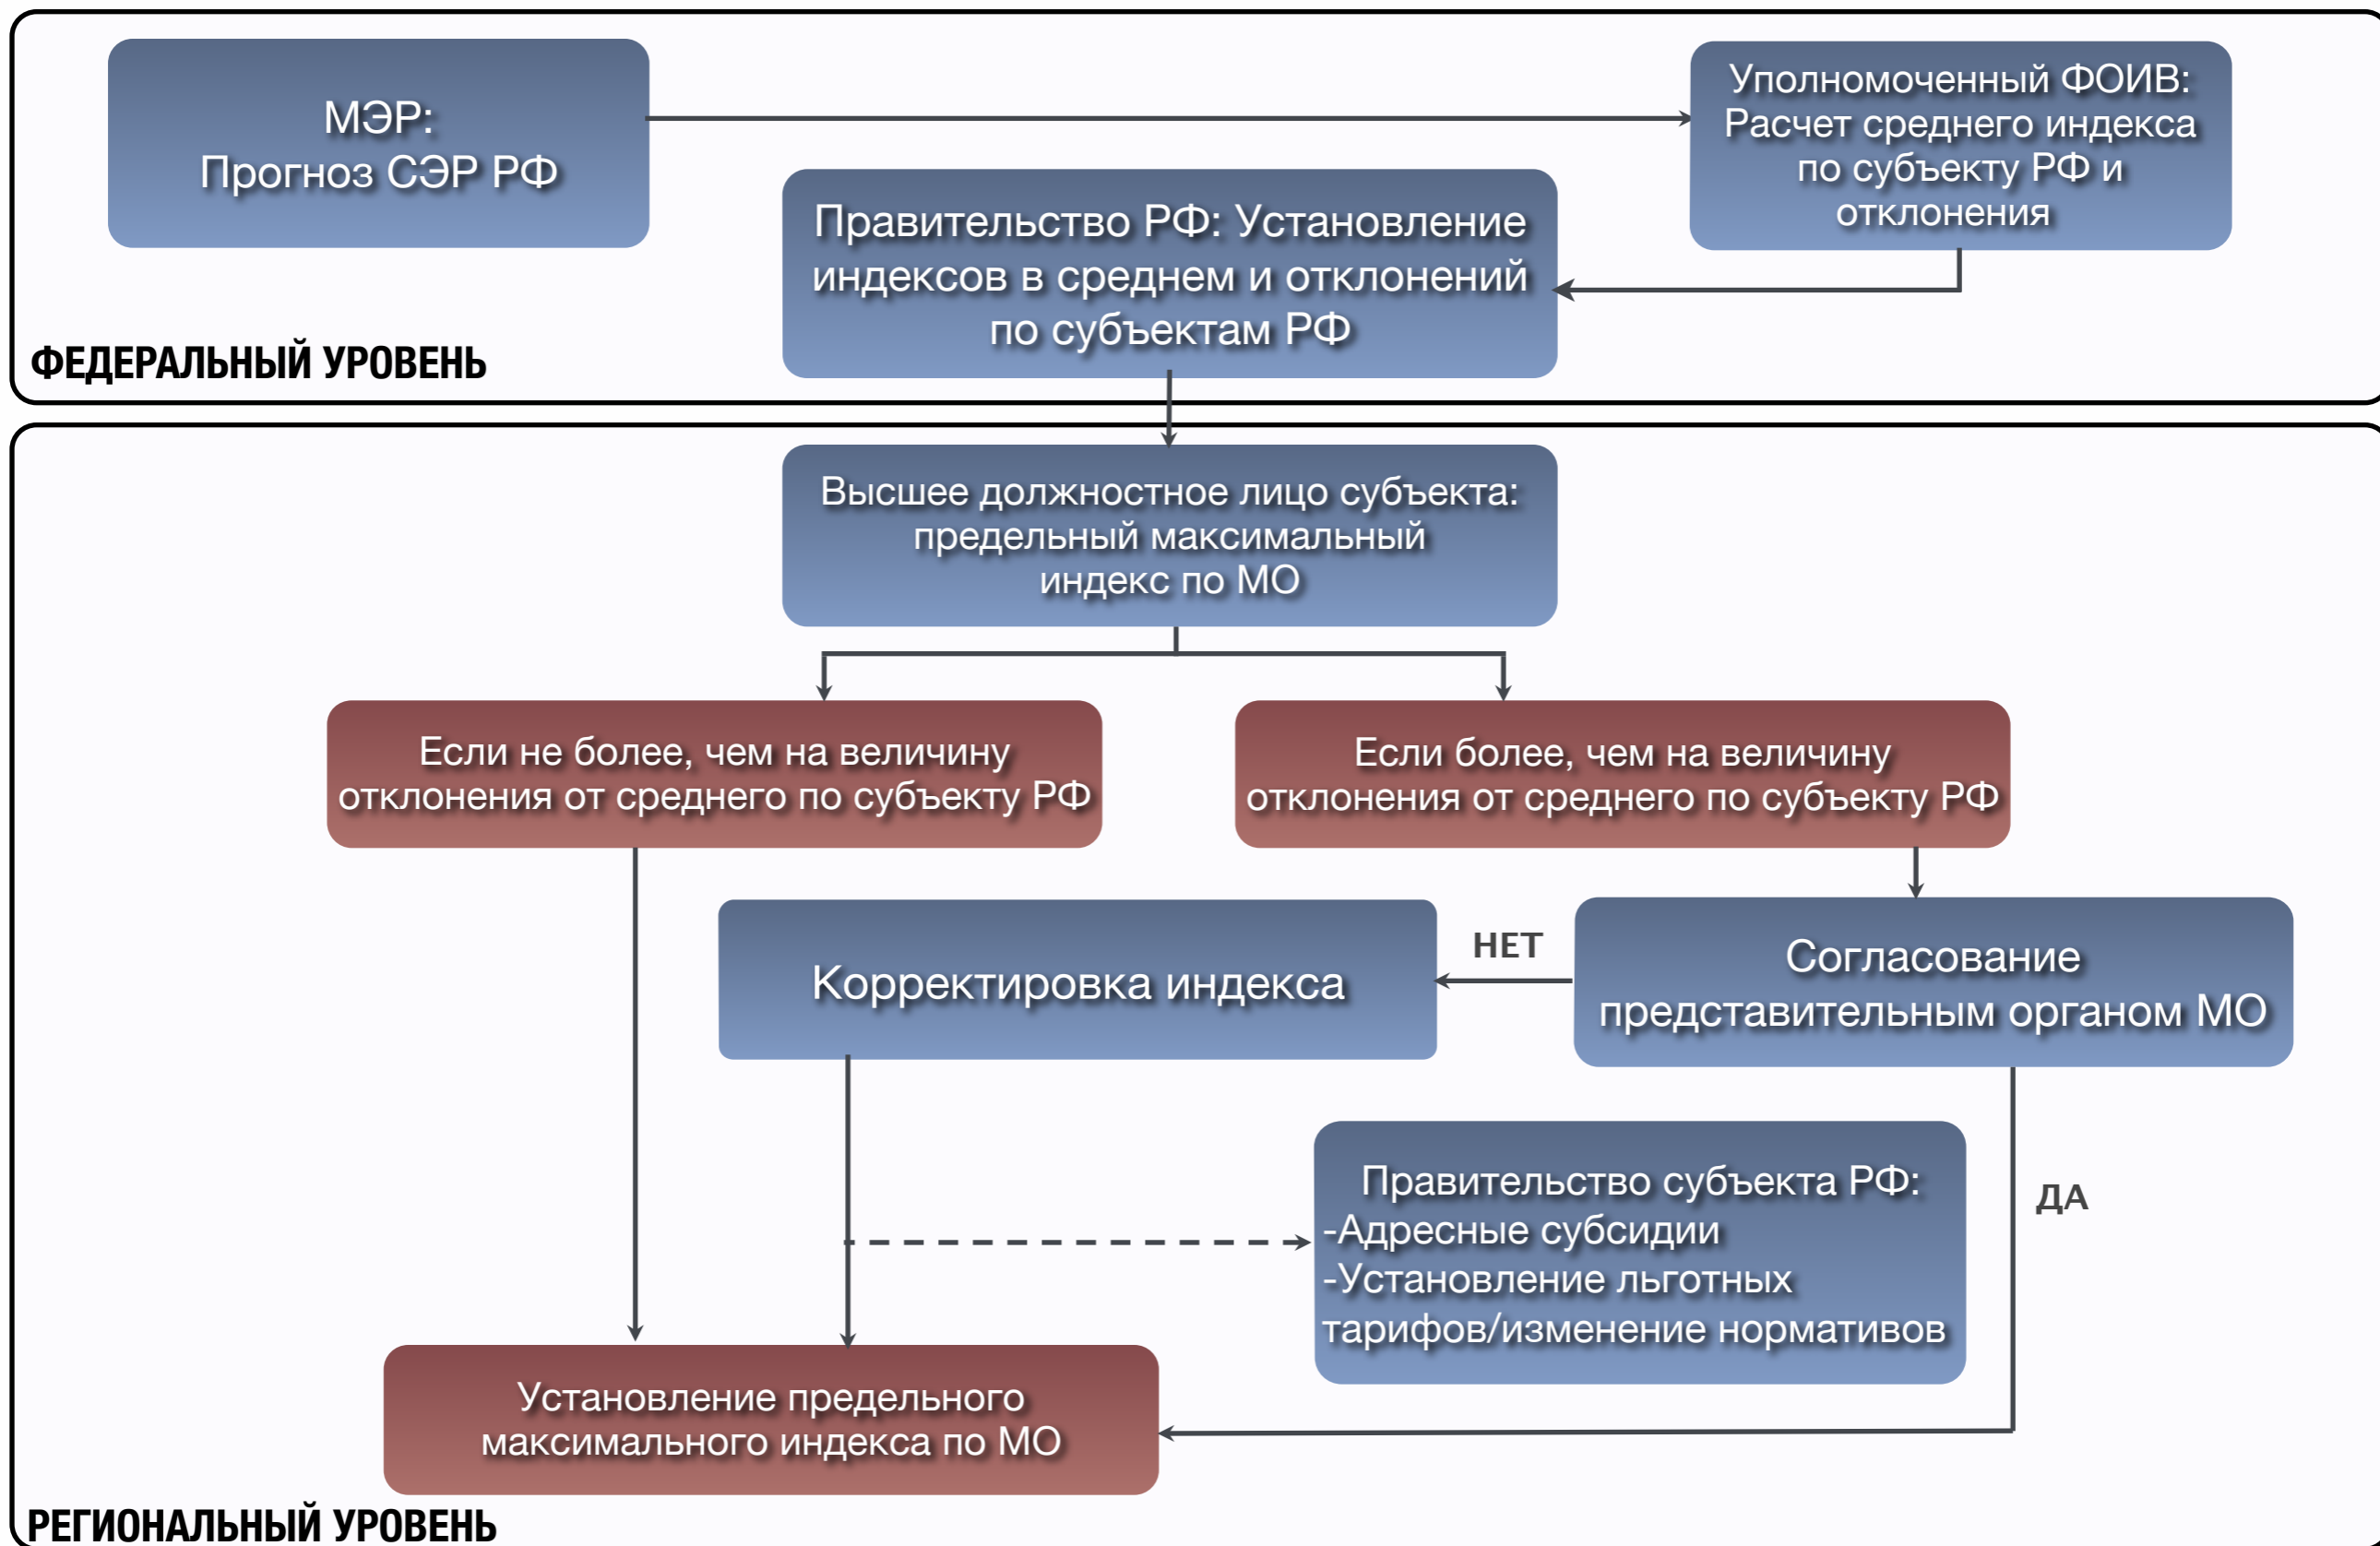 МЭР:
Прогноз СЭР РФ
Уполномоченный ФОИВ:
Расчет среднего индекса
по субъекту РФ и
отклонения
Правительство РФ: Установление
индексов в среднем и отклонений
по субъектам РФ
ФЕДЕРАЛЬНЫЙ УРОВЕНЬ
Высшее должностное лицо субъекта:
предельный максимальный
индекс по МО
Если не более, чем на величину
отклонения от среднего по субъекту РФ
Если более, чем на величину
отклонения от среднего по субъекту РФ
Корректировка индекса
НЕТ
Согласование
представительным органом МО
Правительство субъекта РФ:
-Адресные субсидии
-Установление льготных
тарифов/изменение нормативов
ДА
Установление предельного
максимального индекса по МО
РЕГИОНАЛЬНЫЙ УРОВЕНЬ